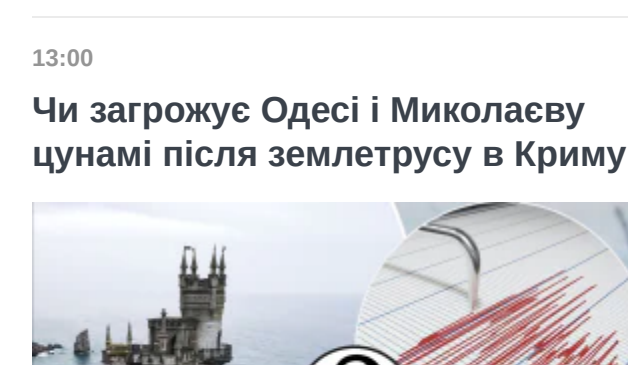 13:00
Чи загрожує Одесі і Миколаєву
цунамі після землетрусу в Криму